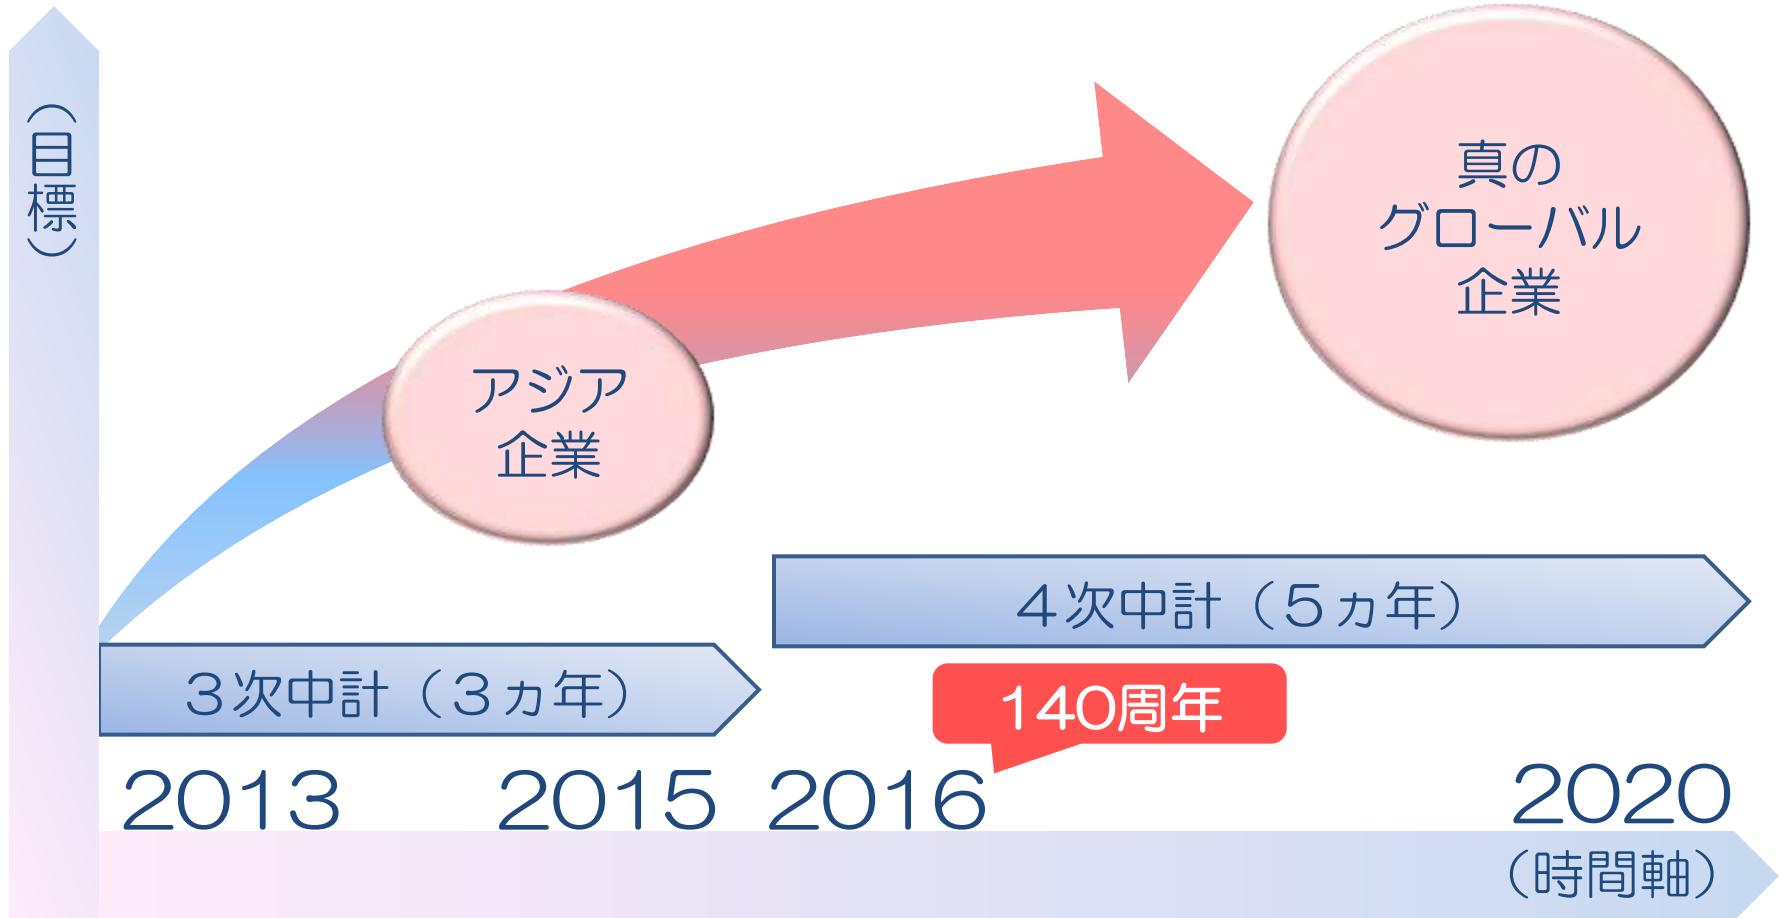 （目標）
真の
グローバル
企業
アジア
企業
４次中計（５ヵ年）
３次中計（３ヵ年）
140周年
2013
2015
2016
2020
（時間軸）